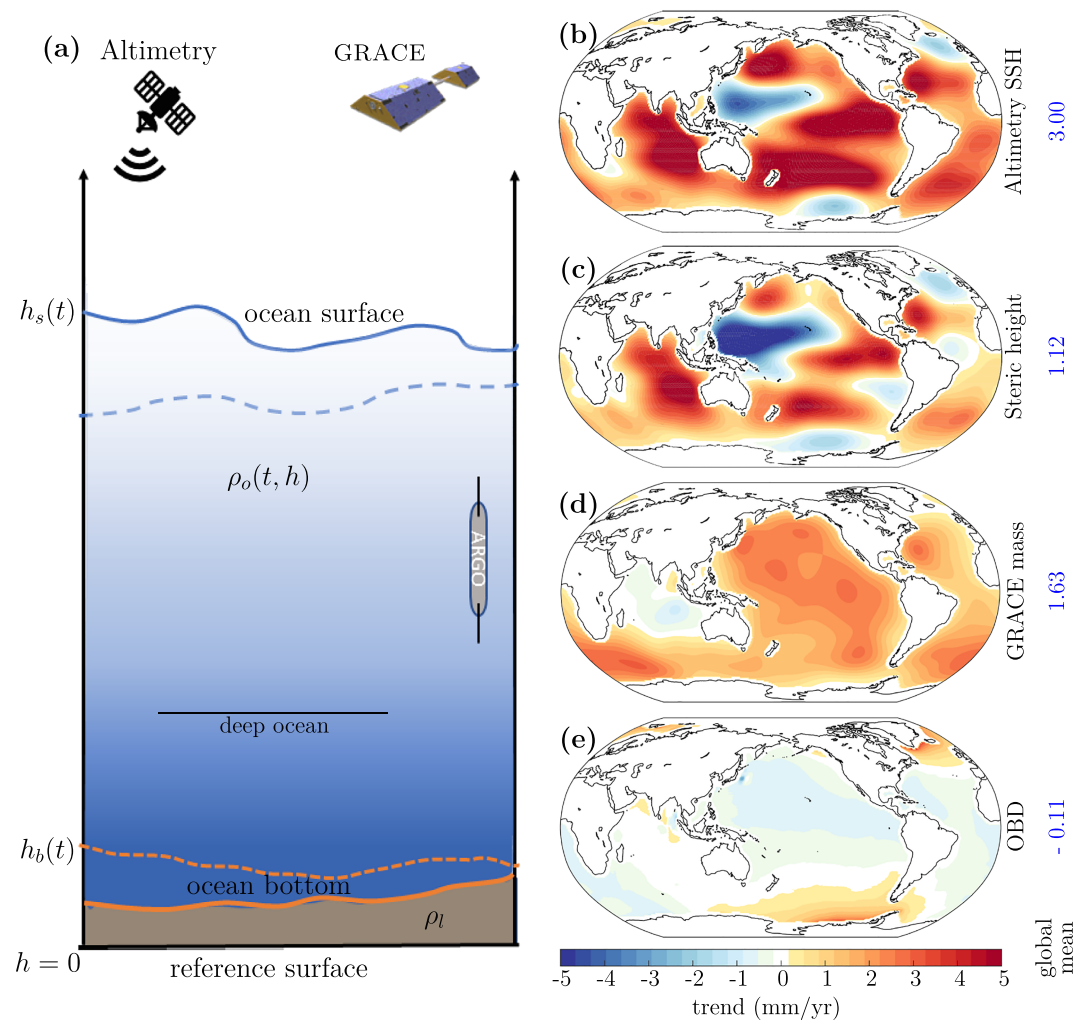 (a)
Altimetry
GRACE
h_s(t)
ocean surface
ρ_o(t, h)
ARGO
deep ocean
h_b(t)
ocean bottom
ρ_l
h = 0
reference surface
(b)
Altimetry SSH
3.00
(c)
Steric height
1.12
(d)
GRACE mass
1.63
(e)
OBD
- 0.11
-5 -4 -3 -2 -1 0 1 2 3 4 5
trend (mm/yr)
global
mean